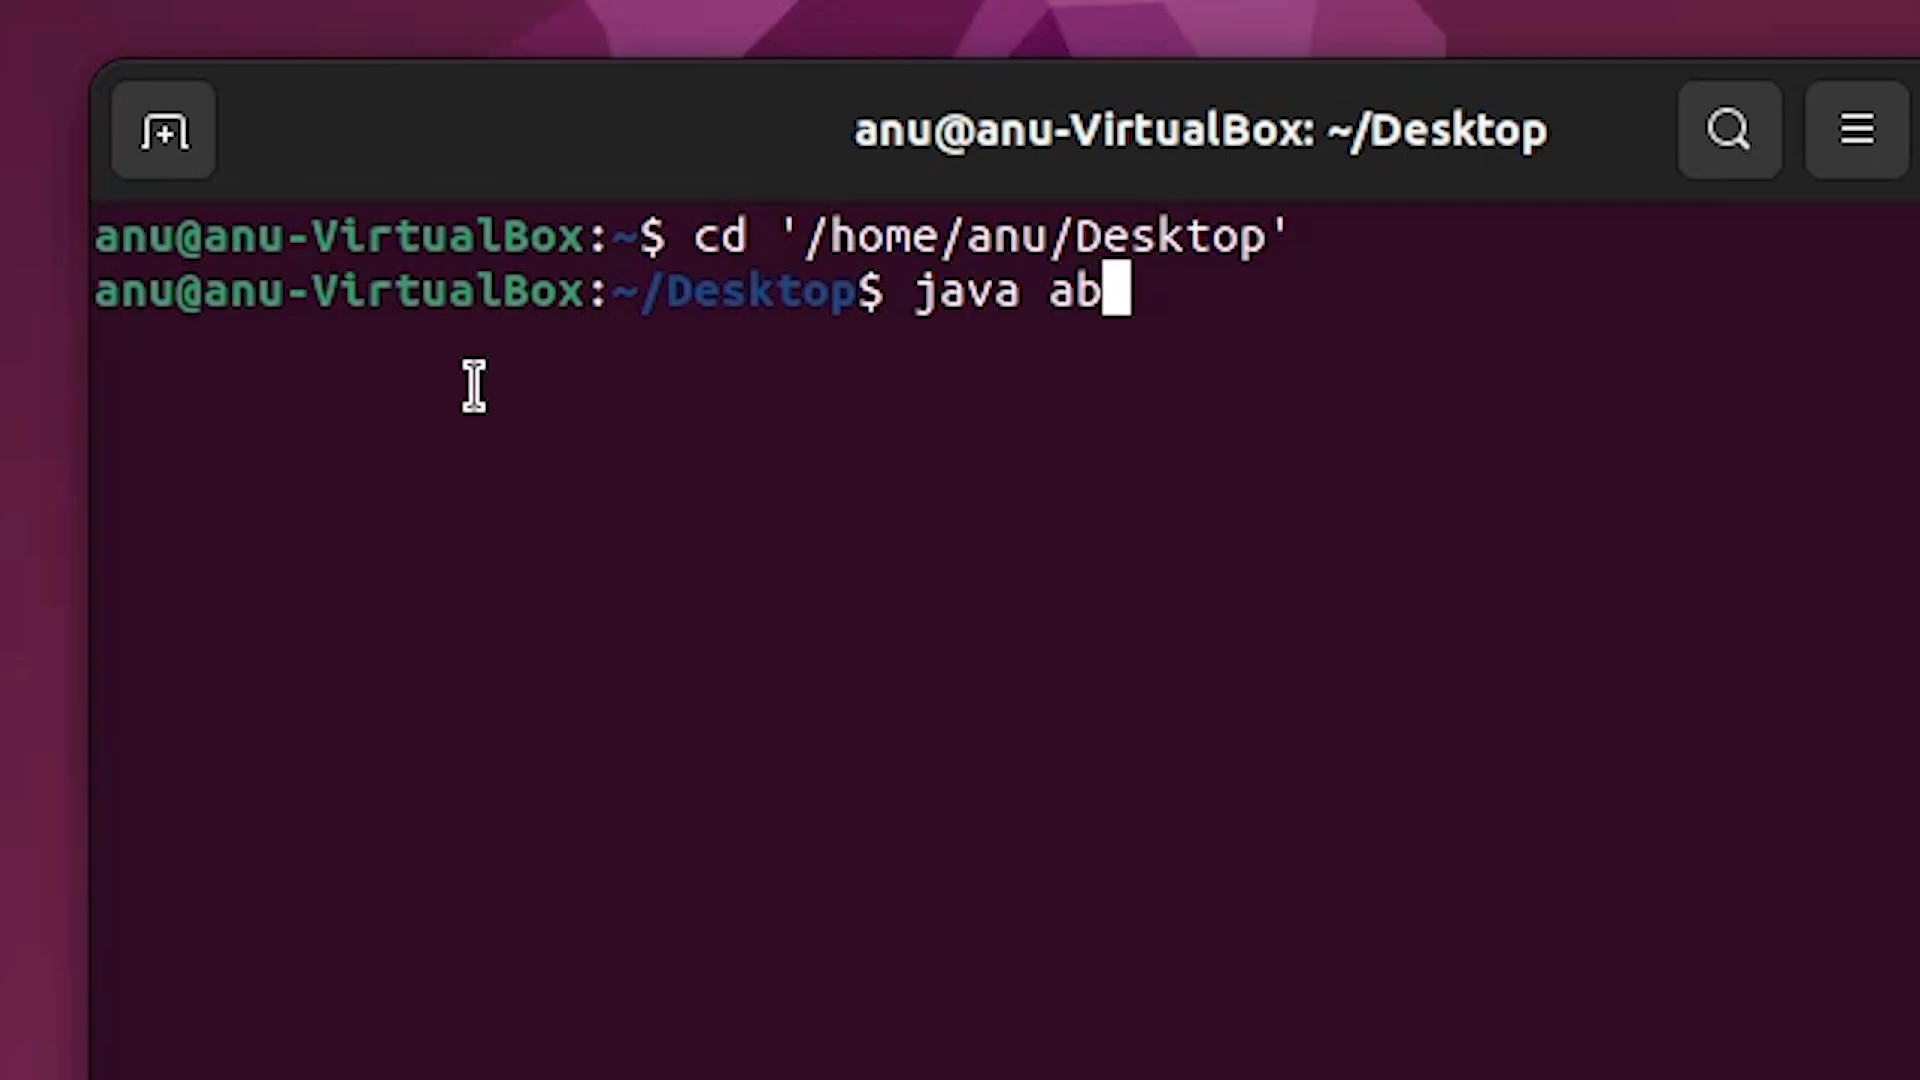 anu@anu-VirtualBox: ~/Desktop
anu@anu-VirtualBox:~$ cd '/home/anu/Desktop'
anu@anu-VirtualBox:~/Desktop$ java ab